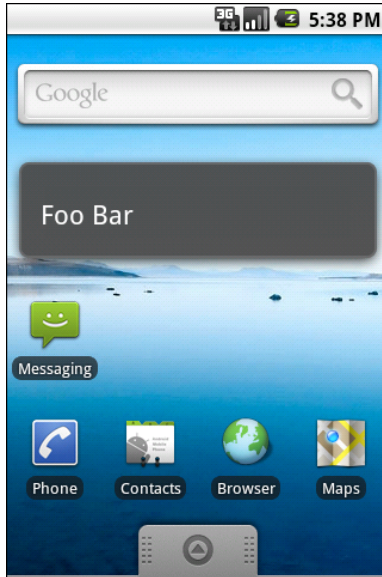 3G
5:38 PM
Google
Foo Bar
Messaging
Phone
Contacts
Browser
Maps